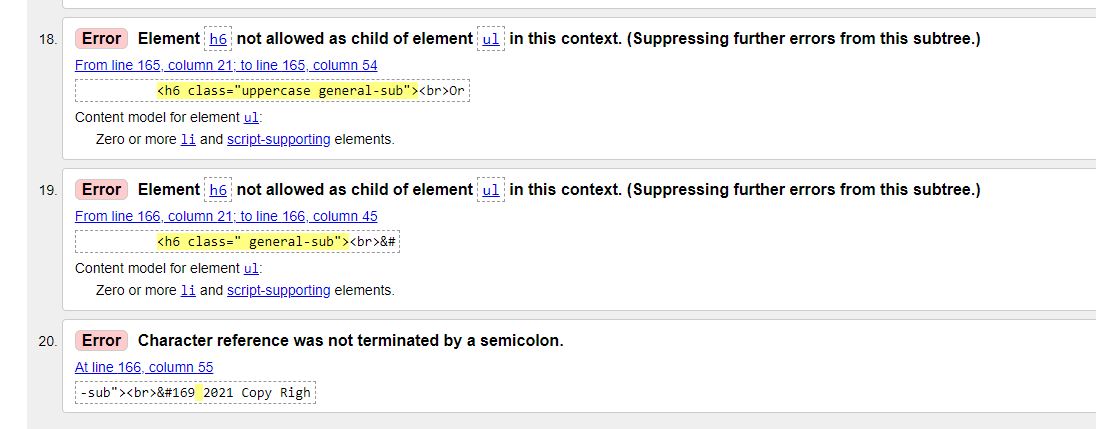 18. Error Element h6 not allowed as child of element ul in this context. (Suppressing further errors from this subtree.)
From line 165, column 21; to line 165, column 54
<h6 class="uppercase general-sub"><br>Or
Content model for element ul:
Zero or more li and script-supporting elements.
19. Error Element h6 not allowed as child of element ul in this context. (Suppressing further errors from this subtree.)
From line 166, column 21; to line 166, column 45
<h6 class=" general-sub"><br>&#
Content model for element ul:
Zero or more li and script-supporting elements.
20. Error Character reference was not terminated by a semicolon.
At line 166, column 55
-sub"><br>&#169 2021 Copy Righ